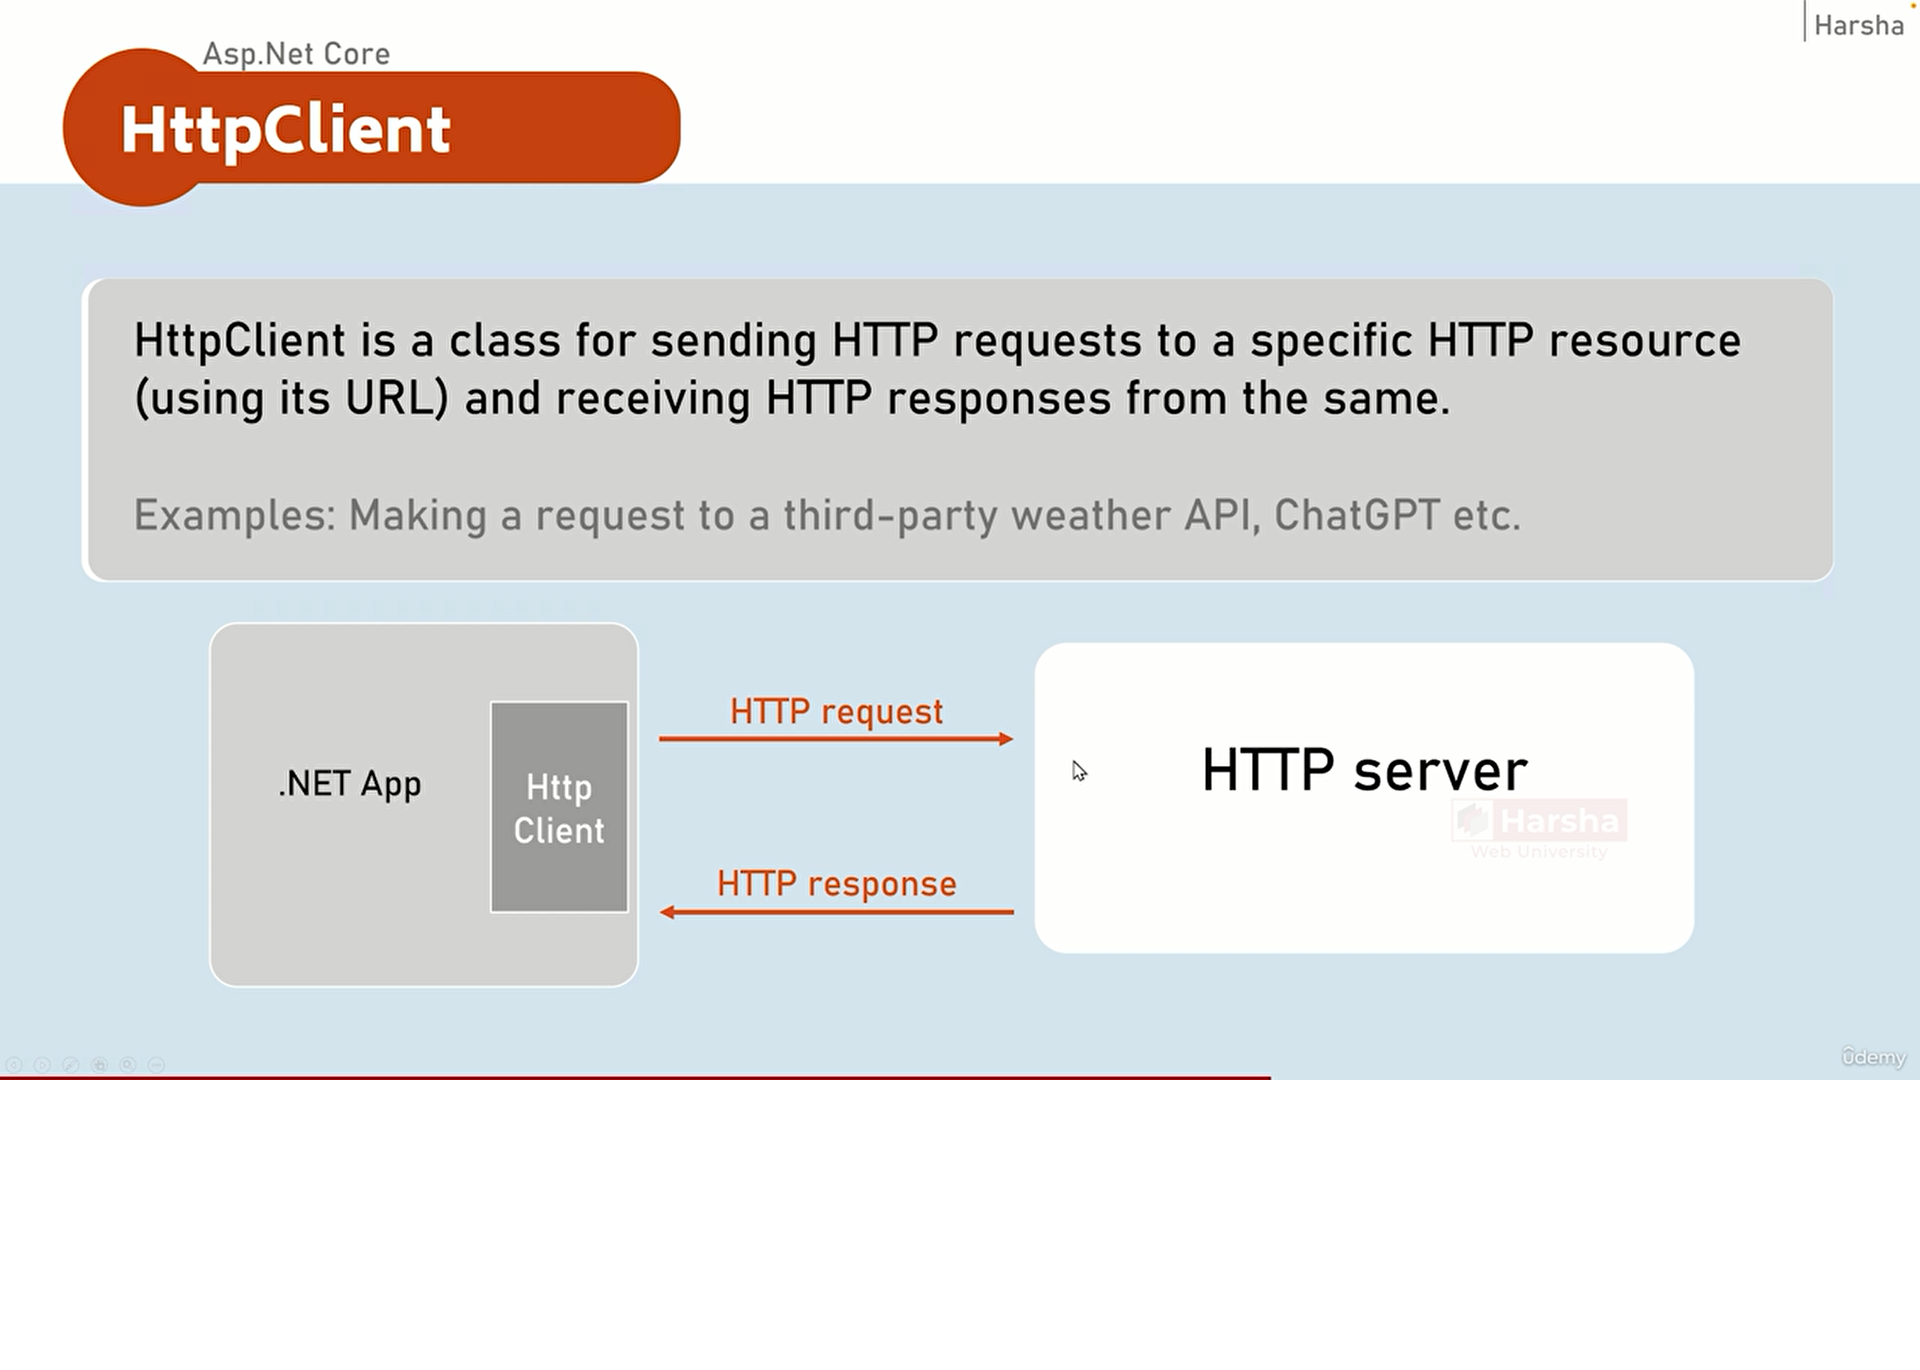 Harsha
Asp.Net Core
HttpClient
HttpClient is a class for sending HTTP requests to a specific HTTP resource
(using its URL) and receiving HTTP responses from the same.
Examples: Making a request to a third-party weather API, ChatGPT etc.
.NET App
Http
Client
HTTP request
HTTP response
HTTP server
Harsha
Web University
ûdemy